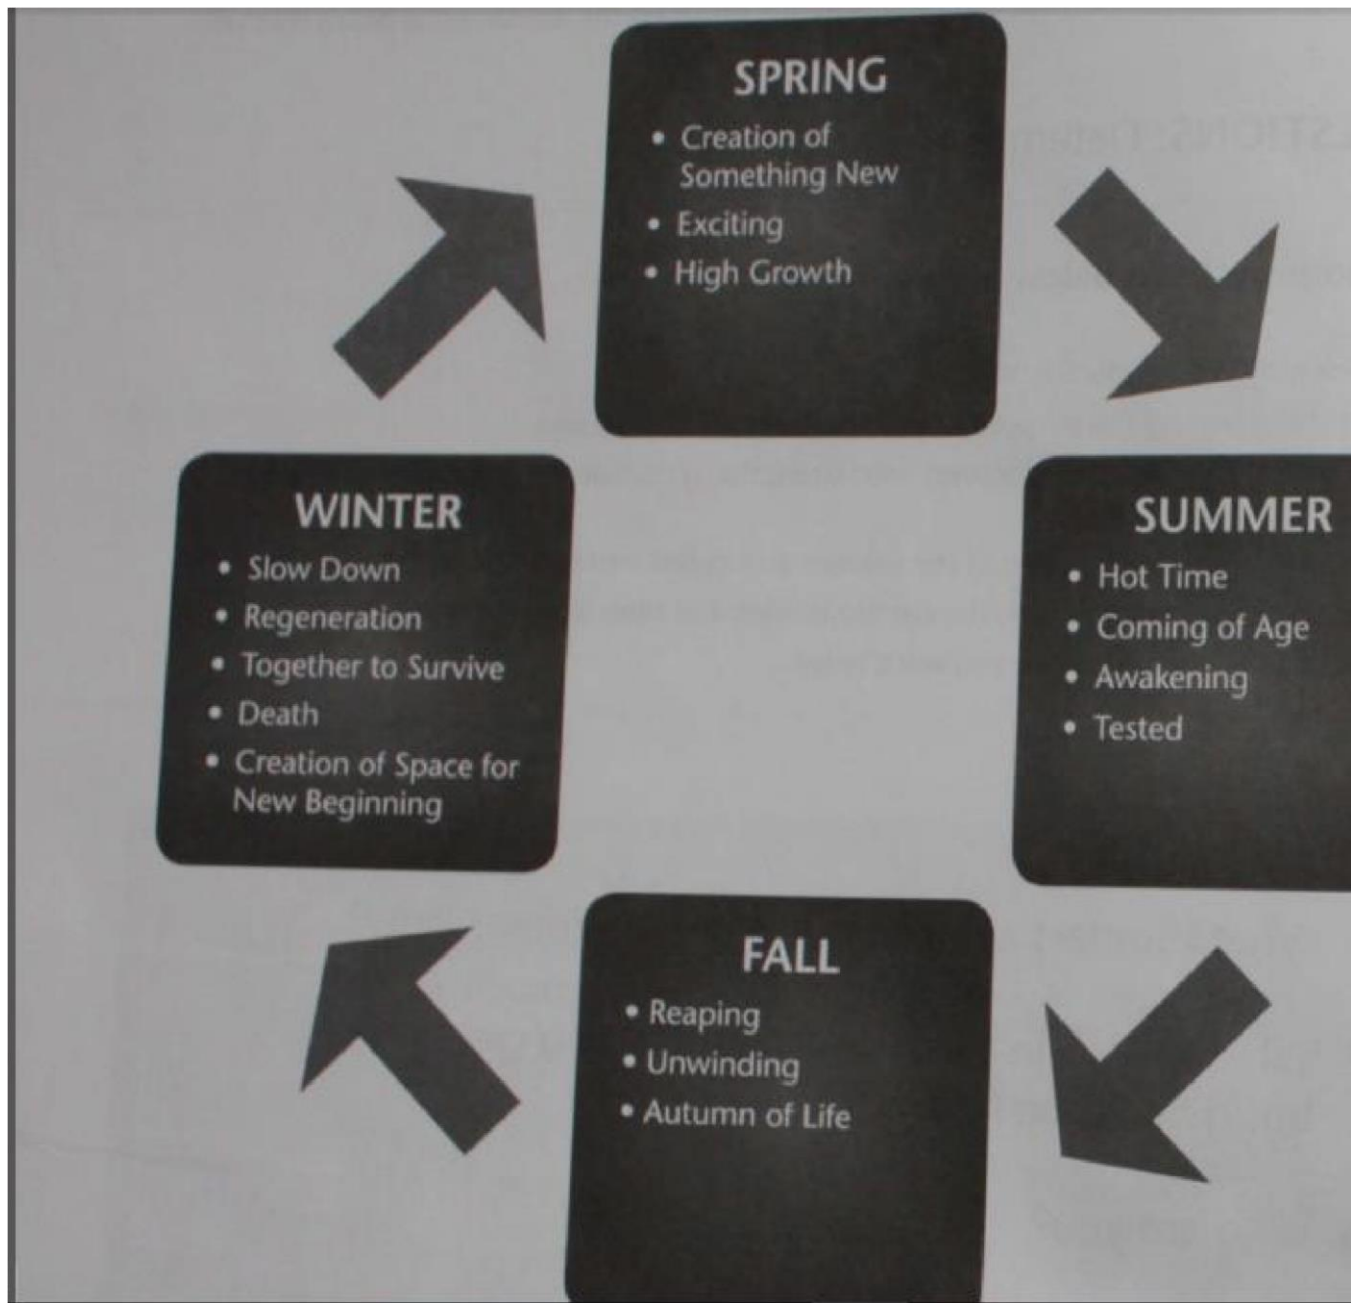 SPRING
• Creation of
Something New
• Exciting
• High Growth
WINTER
• Slow Down
• Regeneration
• Together to Survive
• Death
• Creation of Space for
New Beginning
SUMMER
• Hot Time
• Coming of Age
• Awakening
• Tested
FALL
• Reaping
• Unwinding
• Autumn of Life